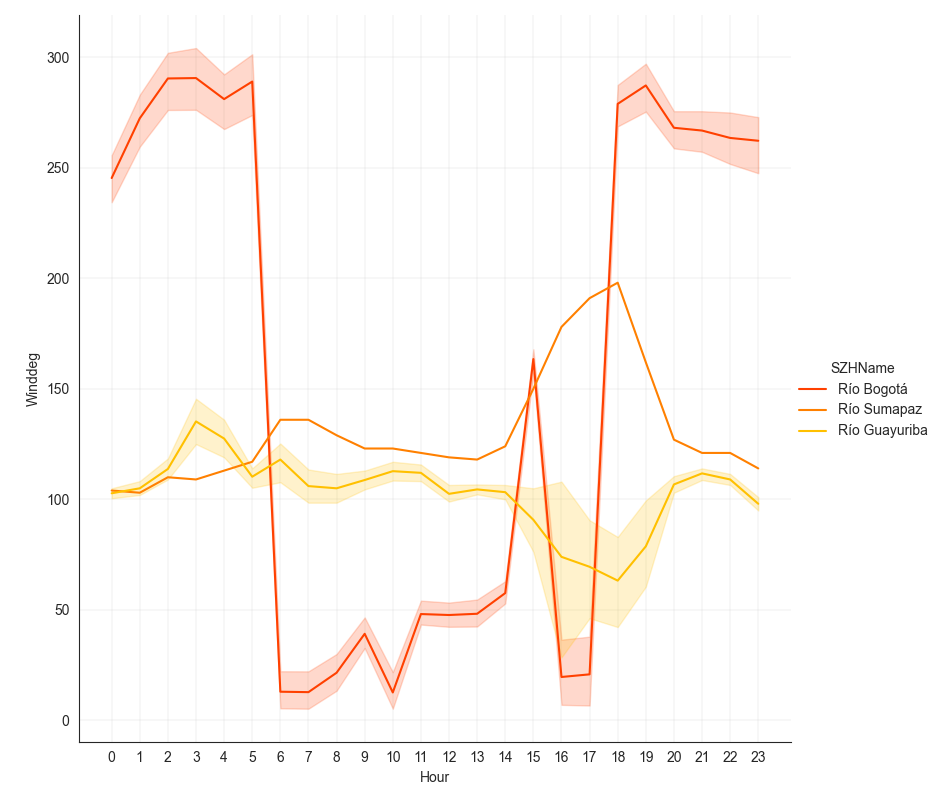 300
250
200
150
100
50
0
Winddeg
0 1 2 3 4 5 6 7 8 9 10 11 12 13 14 15 16 17 18 19 20 21 22 23
Hour
SZHName
Río Bogotá
Río Sumapaz
Río Guayuriba